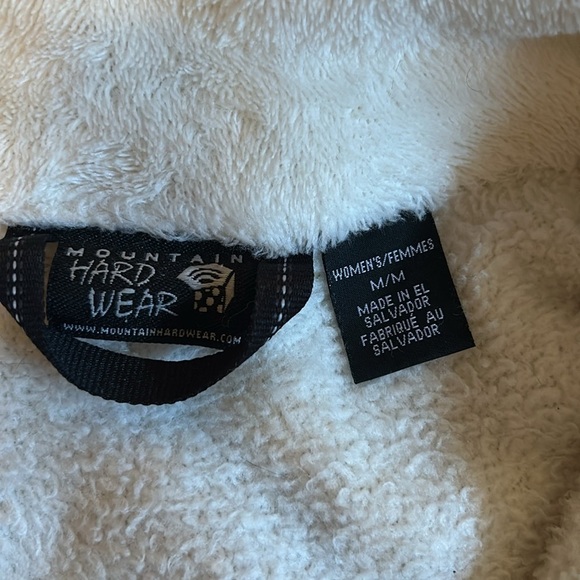 MOUNTAIN
HARD
WEAR
WWW.MOUNTAINHARDWEAR.COM
WOMEN'S/FEMMES
M/M
MADE IN EL
SALVADOR
FABRIQUÉ AU
SALVADOR